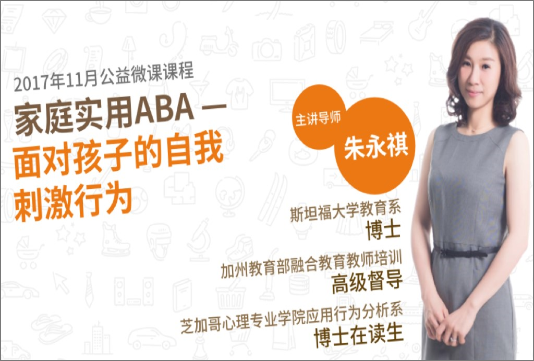 2017年11月公益微课课程
家庭实用ABA —
面对孩子的自我
刺激行为
主讲导师
朱永祺
斯坦福大学教育系
博士
加州教育部融合教育教师培训
高级督导
芝加哥心理专业学院应用行为分析系
博士在读生